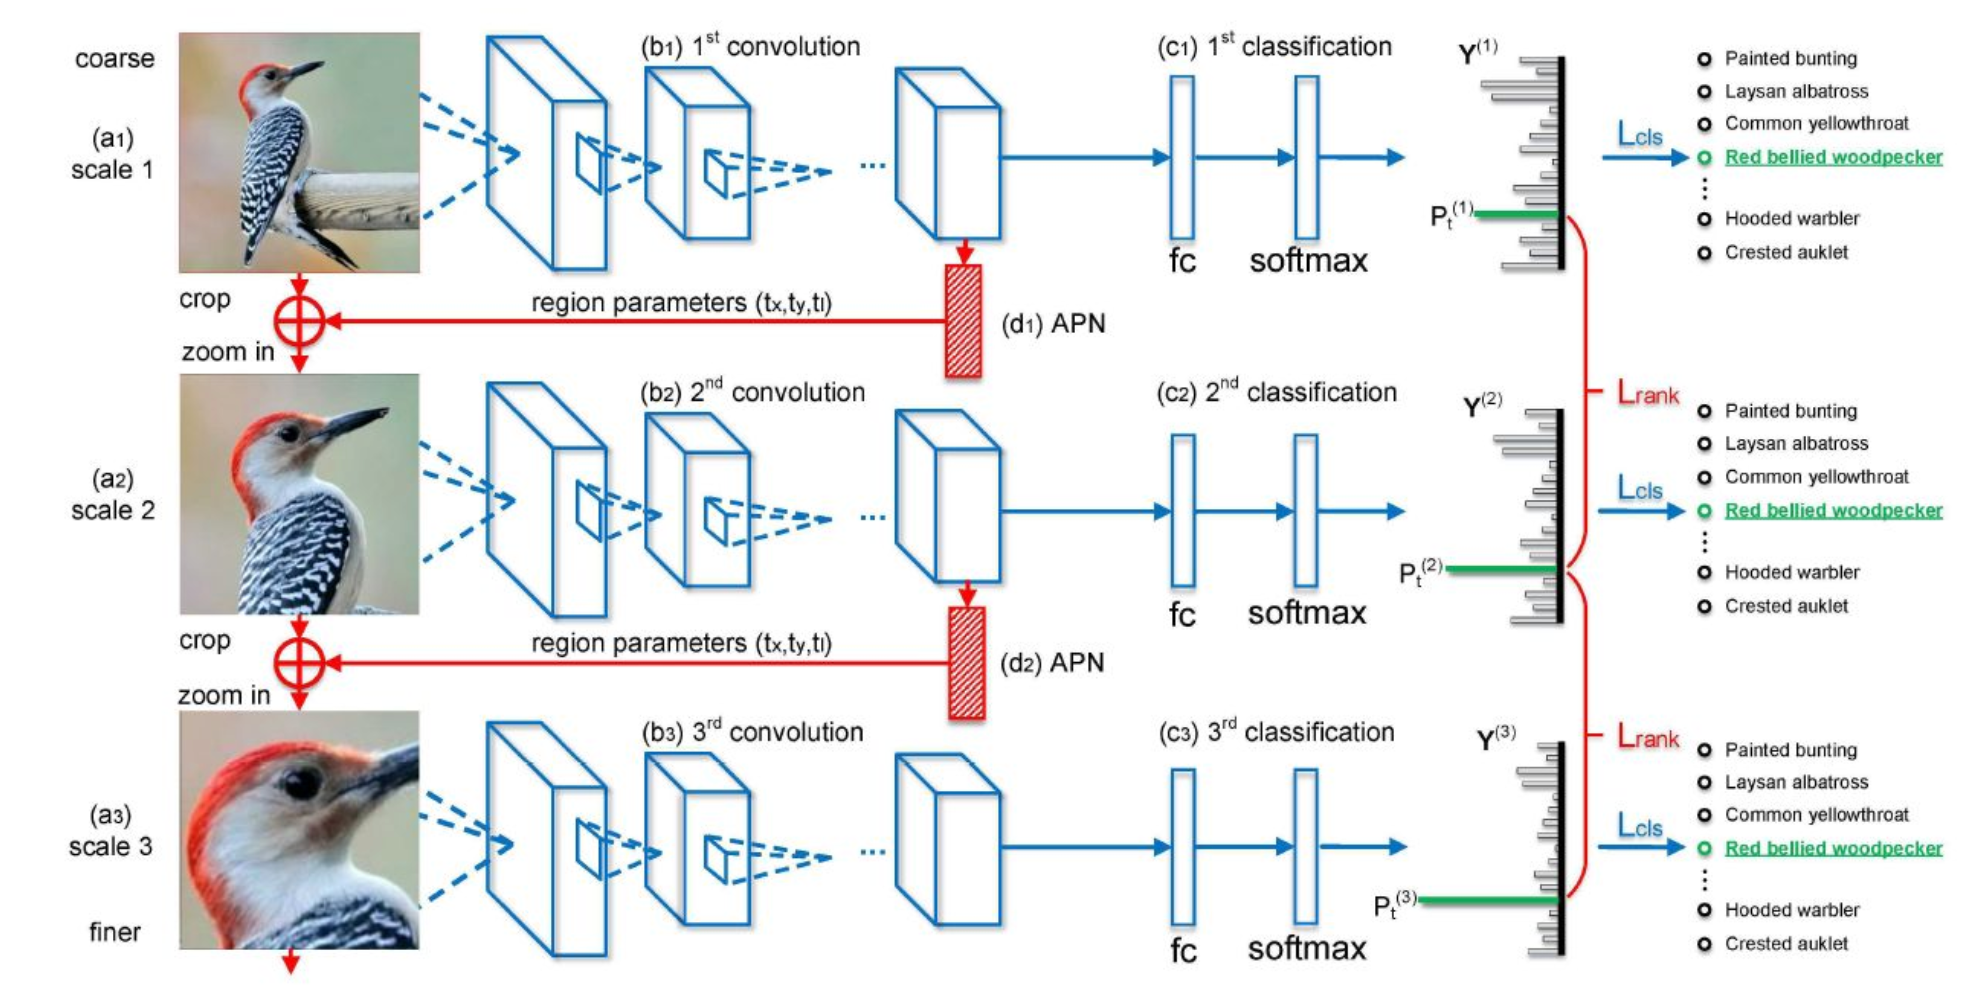 coarse
(a1)
scale 1
(b1) 1st convolution
...
(c1) 1st classification
fc
softmax
Y(1)
Pt(1)
Lcls
Painted bunting
Laysan albatross
Common yellowthroat
Red bellied woodpecker
⋮
Hooded warbler
Crested auklet
crop
region parameters (tx,ty,tl)
(d1) APN
zoom in
Lrank
(a2)
scale 2
(b2) 2nd convolution
...
(c2) 2nd classification
fc
softmax
Y(2)
Pt(2)
Lcls
Painted bunting
Laysan albatross
Common yellowthroat
Red bellied woodpecker
⋮
Hooded warbler
Crested auklet
crop
region parameters (tx,ty,tl)
(d2) APN
zoom in
Lrank
(a3)
scale 3
finer
(b3) 3rd convolution
...
(c3) 3rd classification
fc
softmax
Y(3)
Pt(3)
Lcls
Painted bunting
Laysan albatross
Common yellowthroat
Red bellied woodpecker
⋮
Hooded warbler
Crested auklet